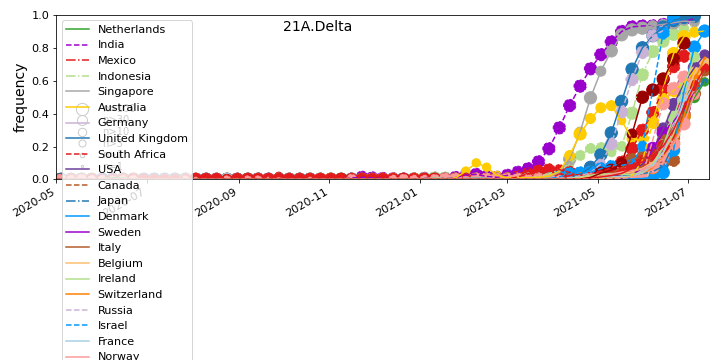 21A.Delta
frequency
1.0
0.8
0.6
0.4
0.2
0.0
Netherlands
India
Mexico
Indonesia
Singapore
Australia
Germany
United Kingdom
South Africa
USA
Canada
Japan
Denmark
Sweden
Italy
Belgium
Ireland
Switzerland
Russia
Israel
France
Norway
2020-05
2020-09
2020-11
2021-01
2021-03
2021-05
2021-07